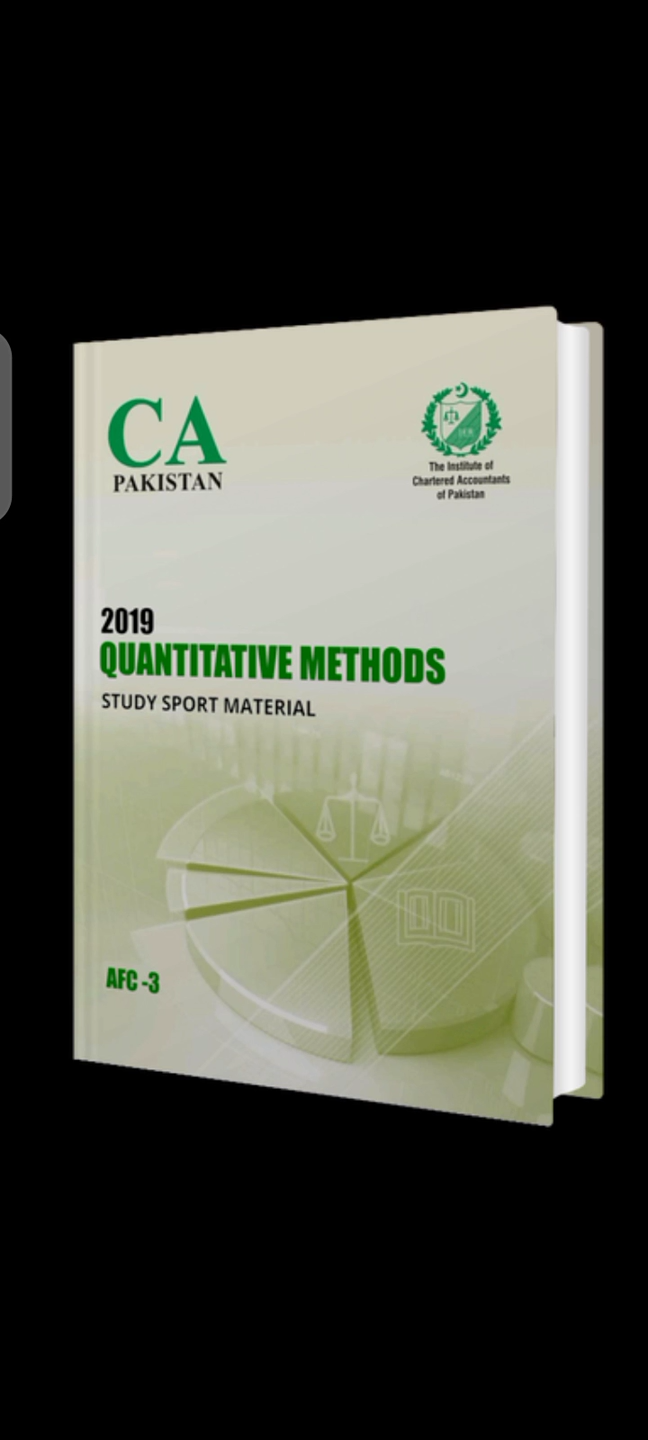 CA
PAKISTAN
The Institute of
Chartered Accountants
of Pakistan
2019
QUANTITATIVE METHODS
STUDY SPORT MATERIAL
AFC -3